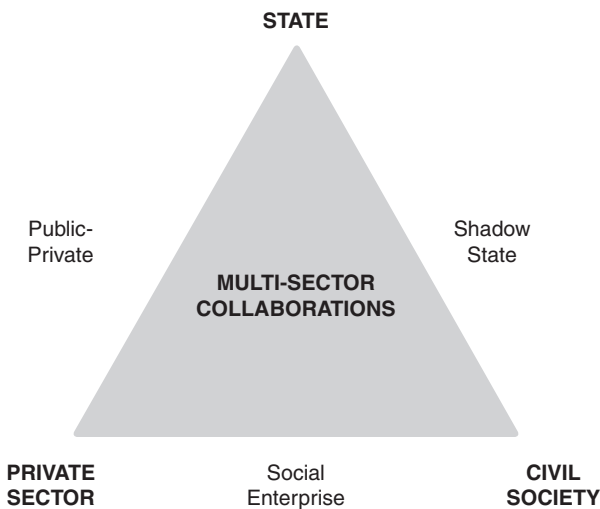 STATE
Public-
Private
Shadow
State
MULTI-SECTOR
COLLABORATIONS
PRIVATE
SECTOR
Social
Enterprise
CIVIL
SOCIETY